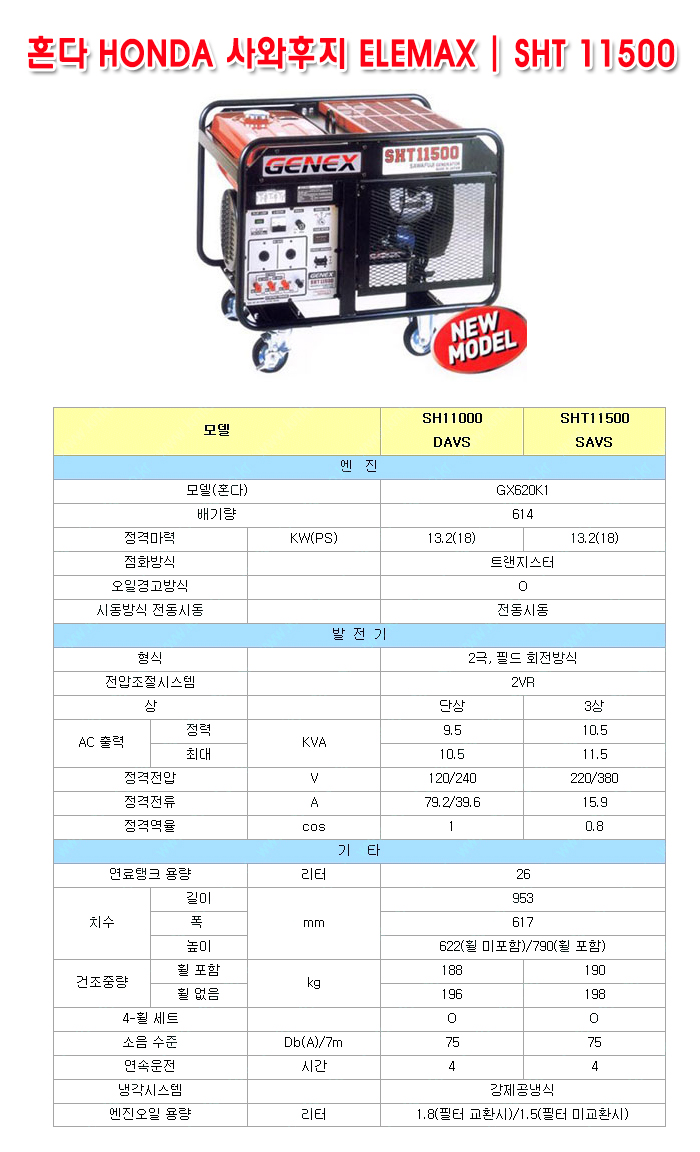 혼다 HONDA 사와후지 ELEMAX | SHT 11500
GENEX
SHT11500
SAWAFUJI GENERATOR
GENEX
SHT11500
NEW
MODEL
모델 SH11000 DAVS SHT11500 SAVS
엔 진
모델(혼다) GX620K1
배기량 614
정격마력 KW(PS) 13.2(18) 13.2(18)
점화방식 트랜지스터
오일경고방식 O
시동방식 전동시동 전동시동
발 전 기
형식 2극, 필드 회전방식
전압조절시스템 2VR
상 단상 3상
AC 출력 정력 KVA 9.5 10.5
최대 10.5 11.5
정격전압 V 120/240 220/380
정격전류 A 79.2/39.6 15.9
정격역율 cos 1 0.8
기 타
연료탱크 용량 리터 26
치수 길이 mm 953
폭 617
높이 622(휠 미포함)/790(휠 포함)
건조중량 휠 포함 kg 188 190
휠 없음 196 198
4-휠 세트 O O
소음 수준 Db(A)/7m 75 75
연속운전 시간 4 4
냉각시스템 강제공냉식
엔진오일 용량 리터 1.8(필터 교환시)/1.5(필터 미교환시)